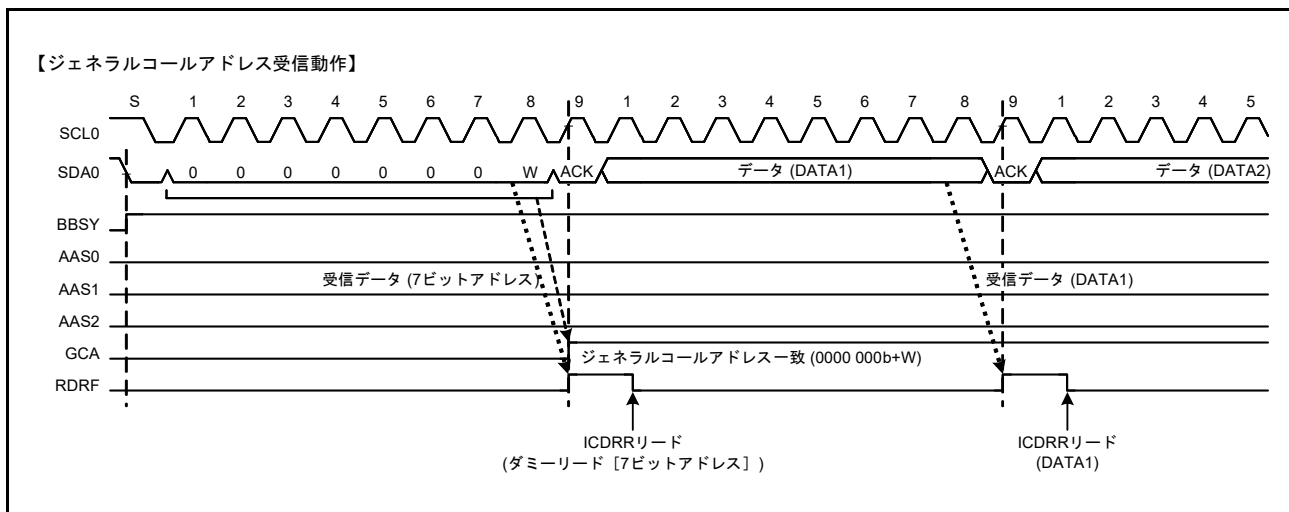 【ジェネラルコールアドレス受信動作】
S 1 2 3 4 5 6 7 8 9 1 2 3 4 5 6 7 8 9 1 2 3 4 5
SCL0
SDA0 0 0 0 0 0 0 0 W ACK データ (DATA1) ACK データ (DATA2)
BBSY
AAS0
受信データ (7ビットアドレス) 受信データ (DATA1)
AAS1
AAS2
GCA
ジェネラルコールアドレス一致 (0000 000b+W)
RDRF
ICDRRリード ICDRRリード
(ダミーリード［7ビットアドレス］) (DATA1)